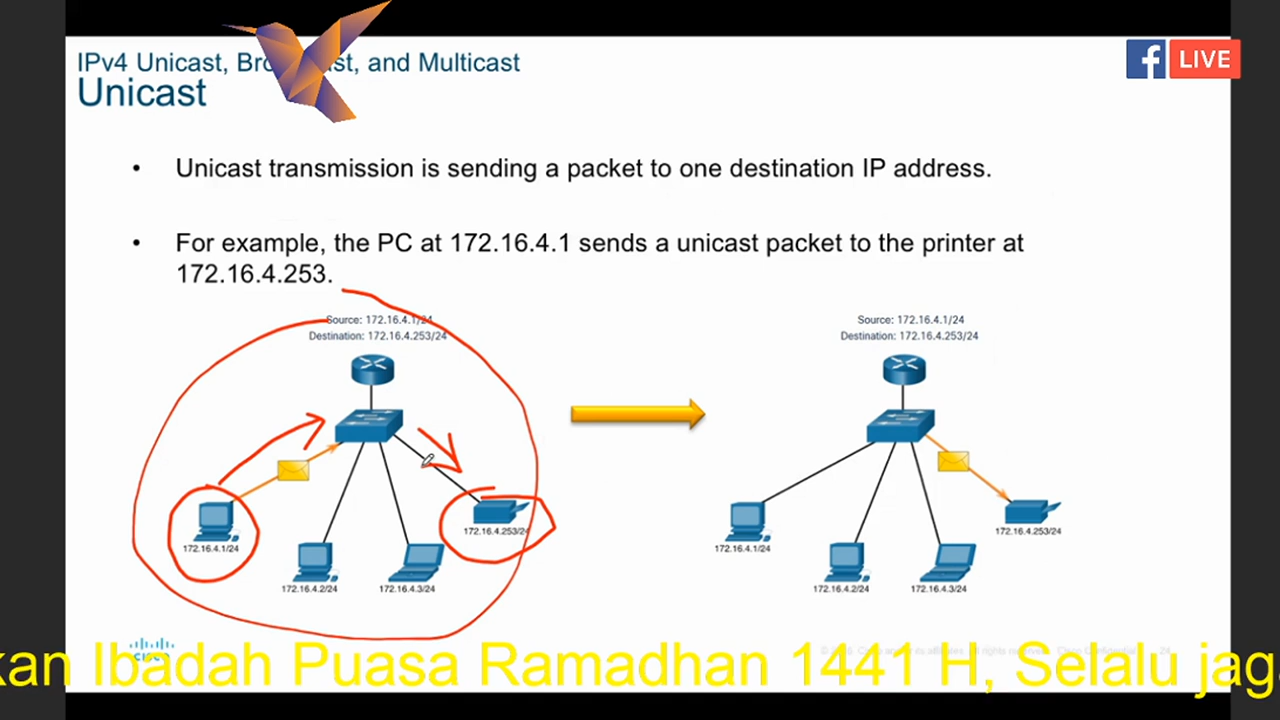 IPv4 Unicast, Broadcast, and Multicast
Unicast
LIVE
• Unicast transmission is sending a packet to one destination IP address.
• For example, the PC at 172.16.4.1 sends a unicast packet to the printer at
172.16.4.253.
Source: 172.16.4.1/24
Destination: 172.16.4.253/24
172.16.4.1/24
172.16.4.2/24
172.16.4.3/24
172.16.4.253/24
Source: 172.16.4.1/24
Destination: 172.16.4.253/24
172.16.4.1/24
172.16.4.2/24
172.16.4.3/24
172.16.4.253/24
CISCO
kan Ibadah Puasa Ramadhan 1441 H, Selalu jag